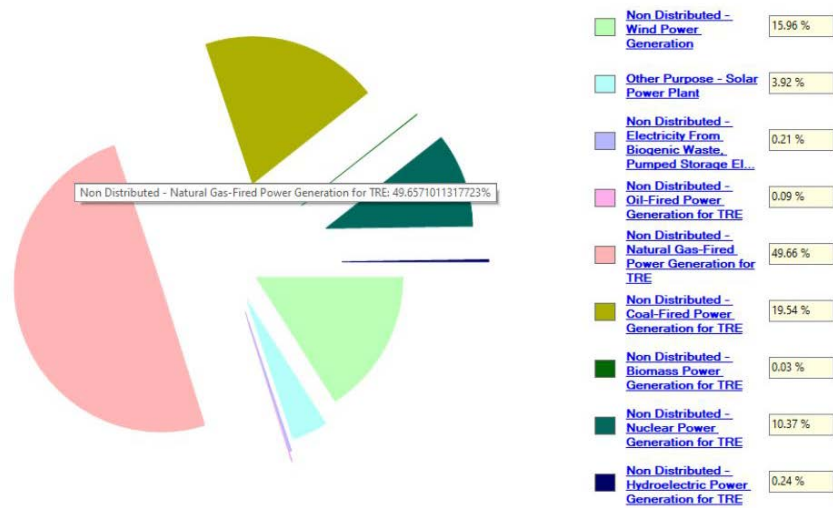 Non Distributed - Natural Gas-Fired Power Generation for TRE: 49.6571011317723%
Non Distributed -
Wind Power
Generation
15.96 %
Other Purpose - Solar
Power Plant
3.92 %
Non Distributed -
Electricity From
Biogenic Waste,
Pumped Storage El...
0.21 %
Non Distributed -
Oil-Fired Power
Generation for TRE
0.09 %
Non Distributed -
Natural Gas-Fired
Power Generation for
TRE
49.66 %
Non Distributed -
Coal-Fired Power
Generation for TRE
19.54 %
Non Distributed -
Biomass Power
Generation for TRE
0.03 %
Non Distributed -
Nuclear Power
Generation for TRE
10.37 %
Non Distributed -
Hydroelectric Power
Generation for TRE
0.24 %